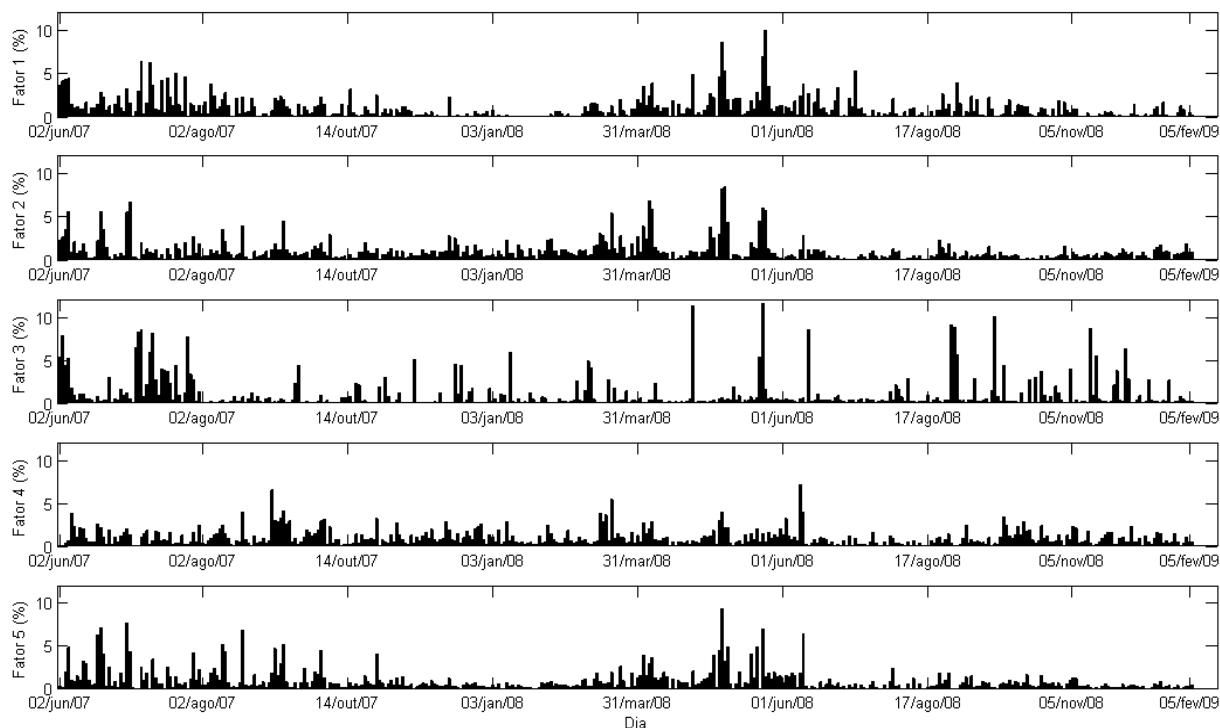 Fator 1 (%)
10
5
0
02/jun/07 02/ago/07 14/out/07 03/jan/08 31/mar/08 01/jun/08 17/ago/08 05/nov/08 05/fev/09
Fator 2 (%)
10
5
0
02/jun/07 02/ago/07 14/out/07 03/jan/08 31/mar/08 01/jun/08 17/ago/08 05/nov/08 05/fev/09
Fator 3 (%)
10
5
0
02/jun/07 02/ago/07 14/out/07 03/jan/08 31/mar/08 01/jun/08 17/ago/08 05/nov/08 05/fev/09
Fator 4 (%)
10
5
0
02/jun/07 02/ago/07 14/out/07 03/jan/08 31/mar/08 01/jun/08 17/ago/08 05/nov/08 05/fev/09
Fator 5 (%)
10
5
0
02/jun/07 02/ago/07 14/out/07 03/jan/08 31/mar/08 01/jun/08 17/ago/08 05/nov/08 05/fev/09
Dia